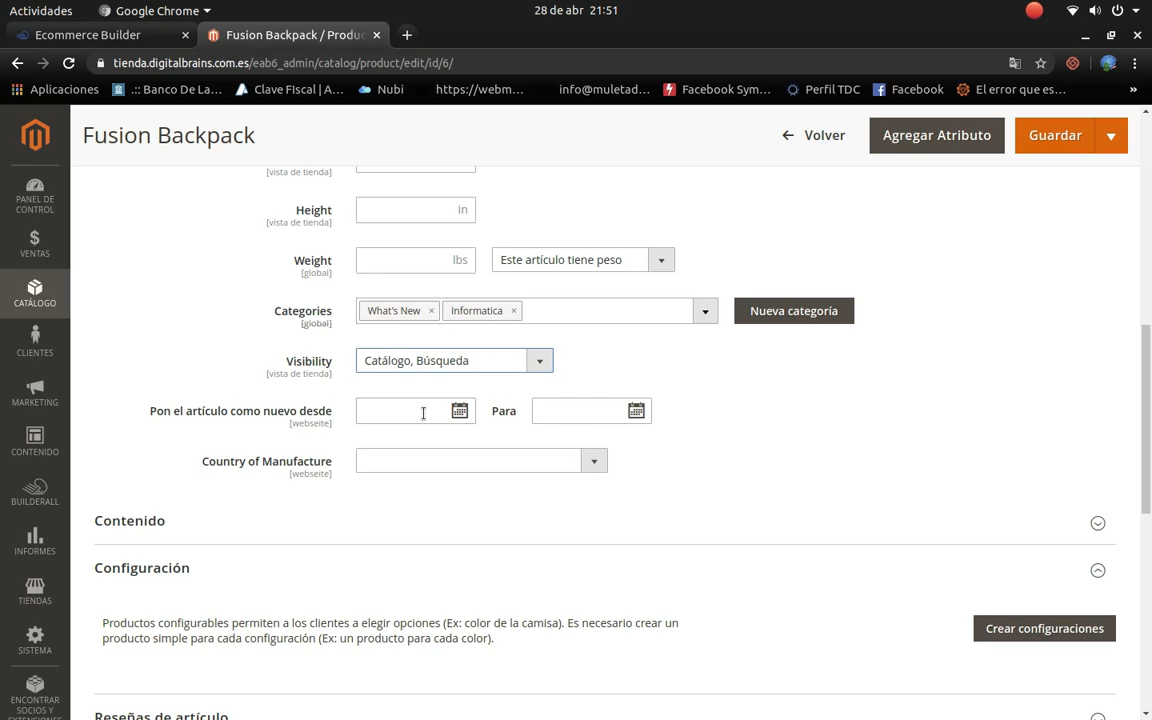 Actividades
Google Chrome
28 de abr 21:51
Ecommerce Builder
Fusion Backpack / Produc
tienda.digitalbrains.com.es/eab6_admin/catalog/product/edit/id/6/
Aplicaciones
.:: Banco De La...
Clave FIscal | A...
Nubi
https://webm...
info@muletad...
Facebook Sym...
Perfil TDC
Facebook
El error que es...
»
Fusion Backpack
Volver
Agregar Atributo
Guardar
PANEL DE CONTROL
VENTAS
CATÁLOGO
CLIENTES
MARKETING
CONTENIDO
BUILDERALL
INFORMES
TIENDAS
SISTEMA
ENCONTRAR
SOCIOS Y
[vista de tienda]
Height
in
[vista de tienda]
Weight
lbs
Este artículo tiene peso
[global]
Categories
What's New ×
Informatica ×
Nueva categoría
[global]
Visibility
Catálogo, Búsqueda
[vista de tienda]
Pon el artículo como nuevo desde
Para
[webseite]
Country of Manufacture
[webseite]
Contenido
Configuración
Productos configurables permiten a los clientes a elegir opciones (Ex: color de la camisa). Es necesario crear un
producto simple para cada configuración (Ex: un producto para cada color).
Crear configuraciones
Reseñas de artículo